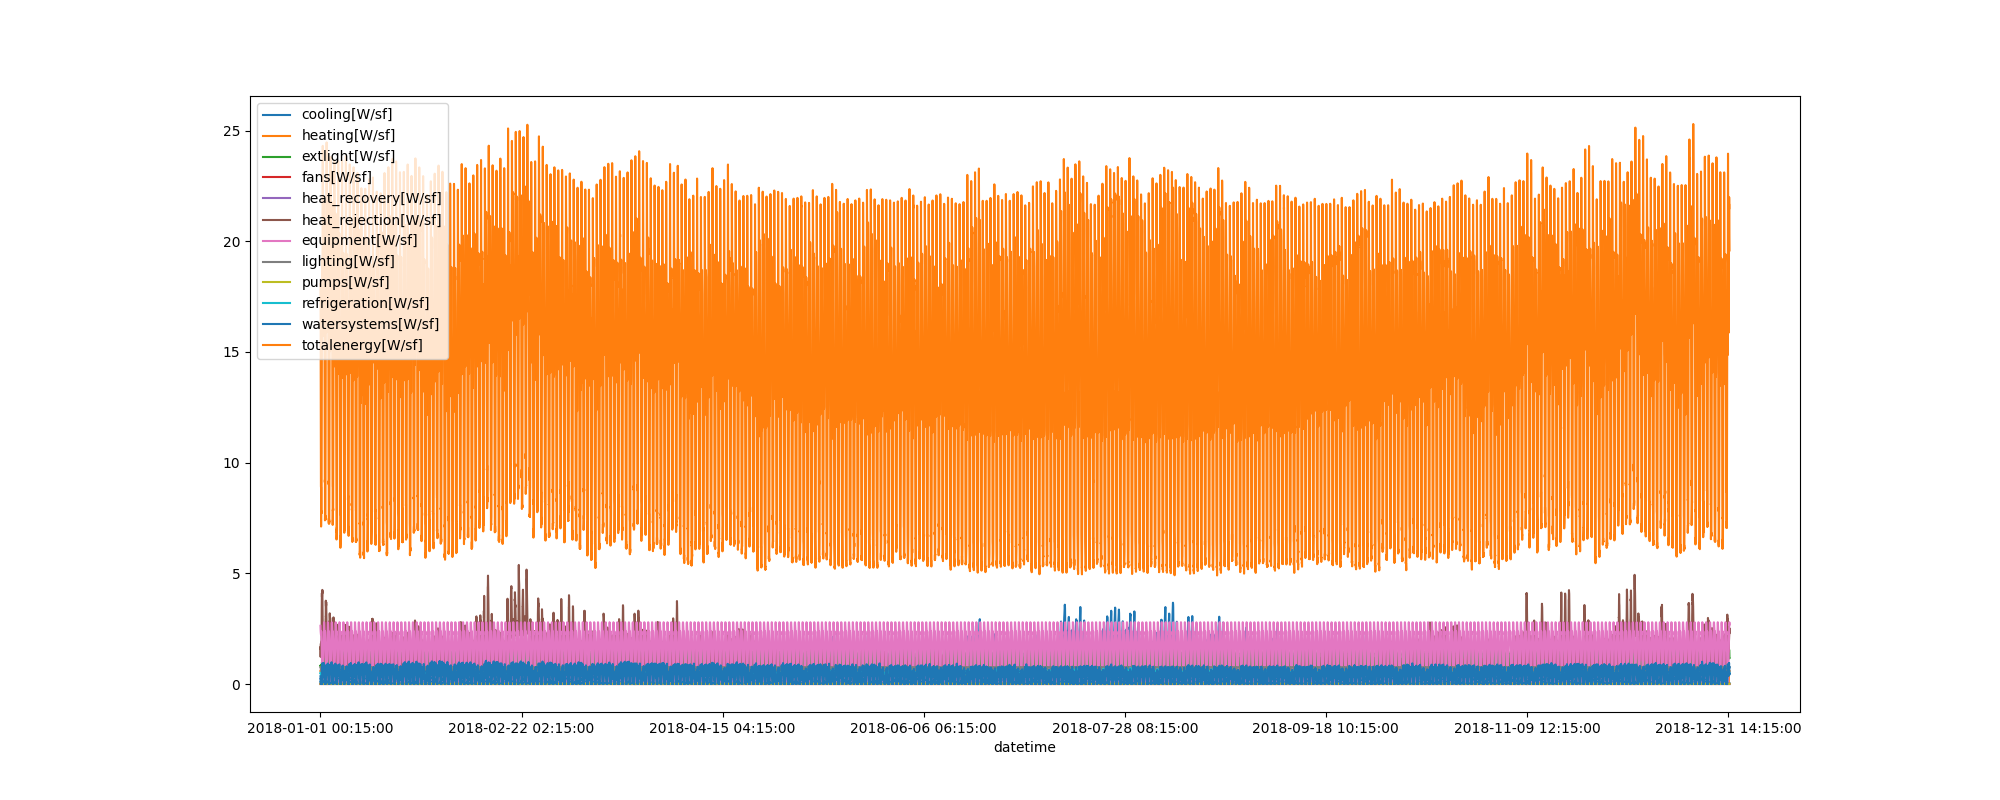 cooling[W/sf]
heating[W/sf]
extlight[W/sf]
fans[W/sf]
heat_recovery[W/sf]
heat_rejection[W/sf]
equipment[W/sf]
lighting[W/sf]
pumps[W/sf]
refrigeration[W/sf]
watersystems[W/sf]
totalenergy[W/sf]
25
20
15
10
5
0
2018-01-01 00:15:00 2018-02-22 02:15:00 2018-04-15 04:15:00 2018-06-06 06:15:00 2018-07-28 08:15:00 2018-09-18 10:15:00 2018-11-09 12:15:00 2018-12-31 14:15:00
datetime